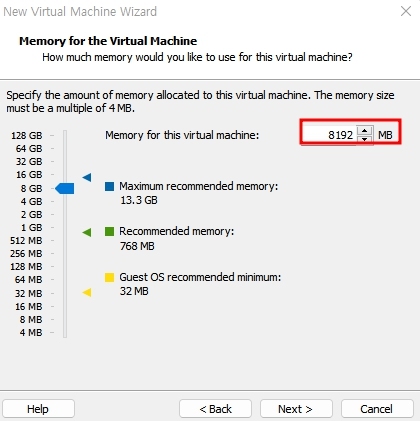 New Virtual Machine Wizard
Memory for the Virtual Machine
How much memory would you like to use for this virtual machine?
Specify the amount of memory allocated to this virtual machine. The memory size
must be a multiple of 4 MB.
Memory for this virtual machine: 8192 MB
128 GB
64 GB
32 GB
16 GB
8 GB
4 GB
2 GB
1 GB
512 MB
256 MB
128 MB
64 MB
32 MB
16 MB
8 MB
4 MB
Maximum recommended memory:
13.3 GB
Recommended memory:
768 MB
Guest OS recommended minimum:
32 MB
Help
< Back
Next >
Cancel